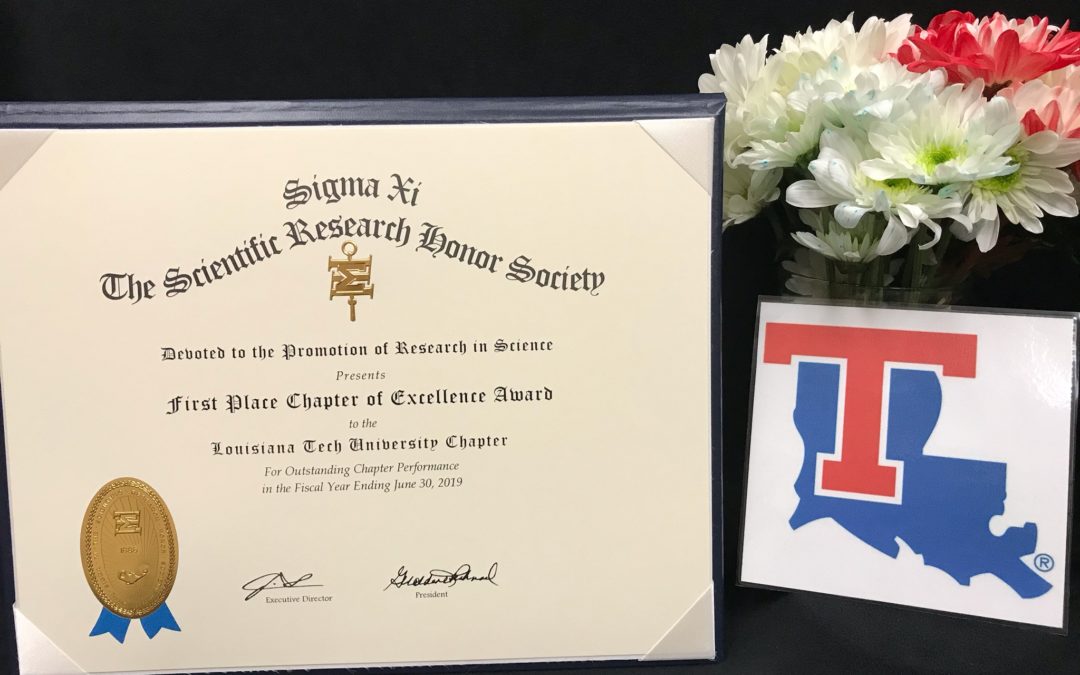 Sigma Xi
The Scientific Research Honor Society
Devoted to the Promotion of Research in Science
Presents
First Place Chapter of Excellence Award
to the
Louisiana Tech University Chapter
For Outstanding Chapter Performance
in the Fiscal Year Ending June 30, 2019
1886
Executive Director
President
T
®